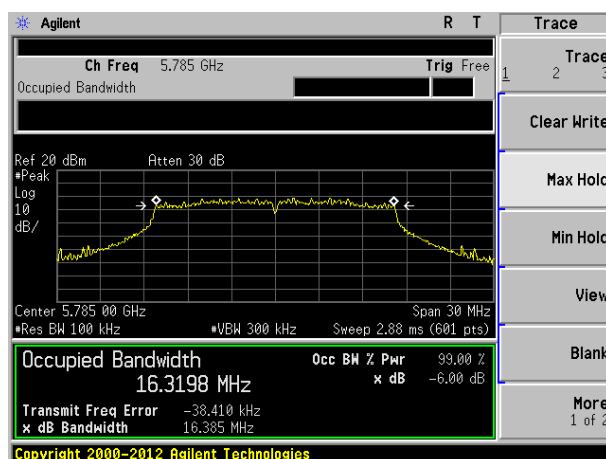 Agilent R T Trace
Ch Freq 5.785 GHz Trig Free
Occupied Bandwidth
Trace
1 2 3
Clear Write
Max Hold
Min Hold
View
Blank
More
1 of 2
Ref 20 dBm Atten 30 dB
#Peak
Log
10
dB/
Center 5.785 00 GHz Span 30 MHz
#Res BW 100 kHz #VBW 300 kHz Sweep 2.88 ms (601 pts)
Occupied Bandwidth Occ BW % Pwr 99.00 %
16.3198 MHz x dB -6.00 dB
Transmit Freq Error -38.410 kHz
x dB Bandwidth 16.385 MHz
Copyright 2000-2012 Agilent Technologies